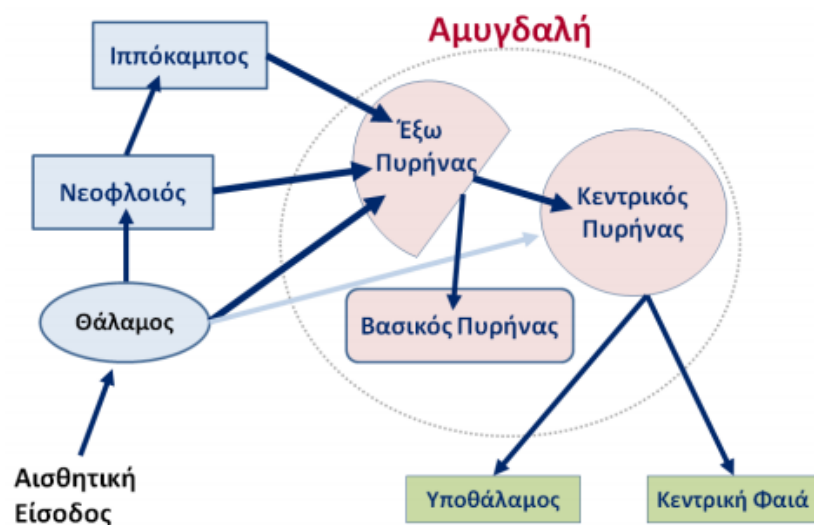 Αμυγδαλή
Ιππόκαμπος
Έξω
Πυρήνας
Νεοφλοιός
Κεντρικός
Πυρήνας
Θάλαμος
Βασικός Πυρήνας
Αισθητική
Είσοδος
Υποθάλαμος
Κεντρική Φαιά